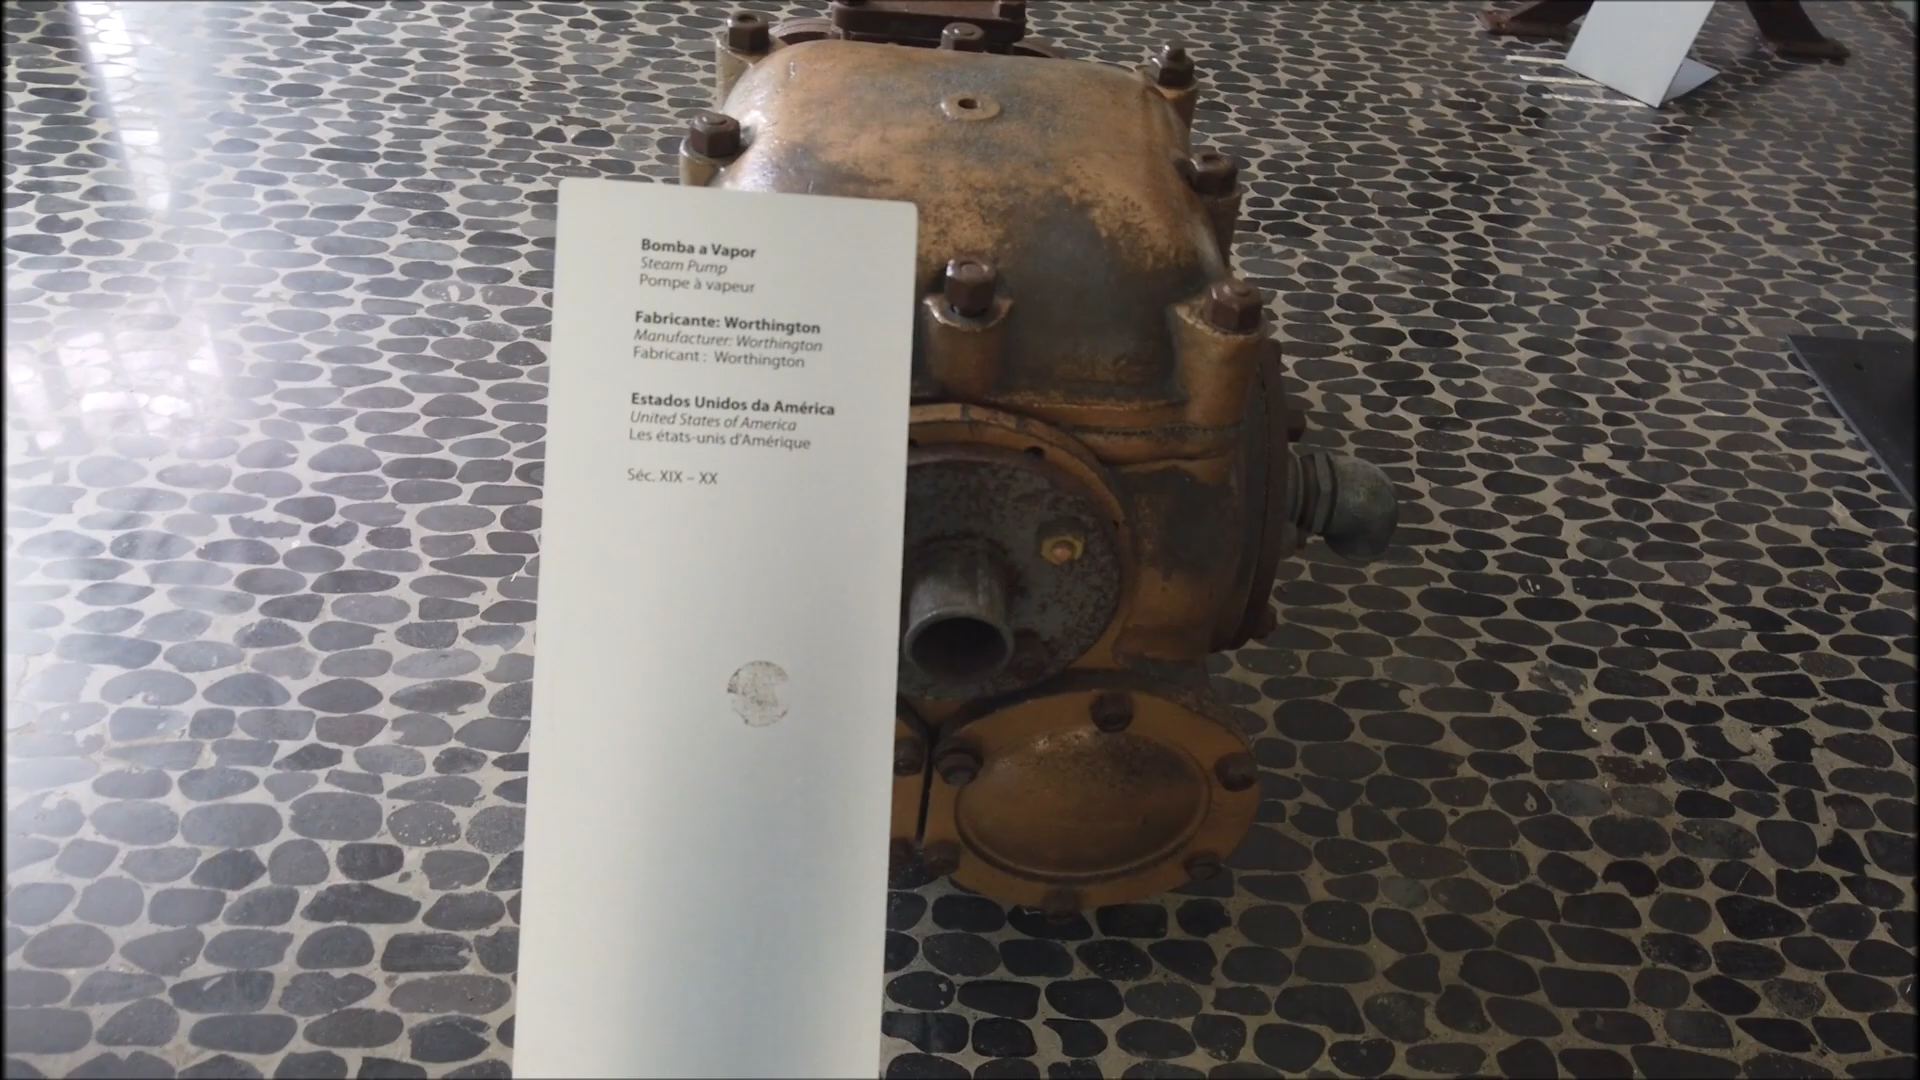 Bomba a Vapor
Steam Pump
Pompe à vapeur
Fabricante: Worthington
Manufacturer: Worthington
Fabricant : Worthington
Estados Unidos da América
United States of America
Les états-unis d'Amérique
Séc. XIX – XX